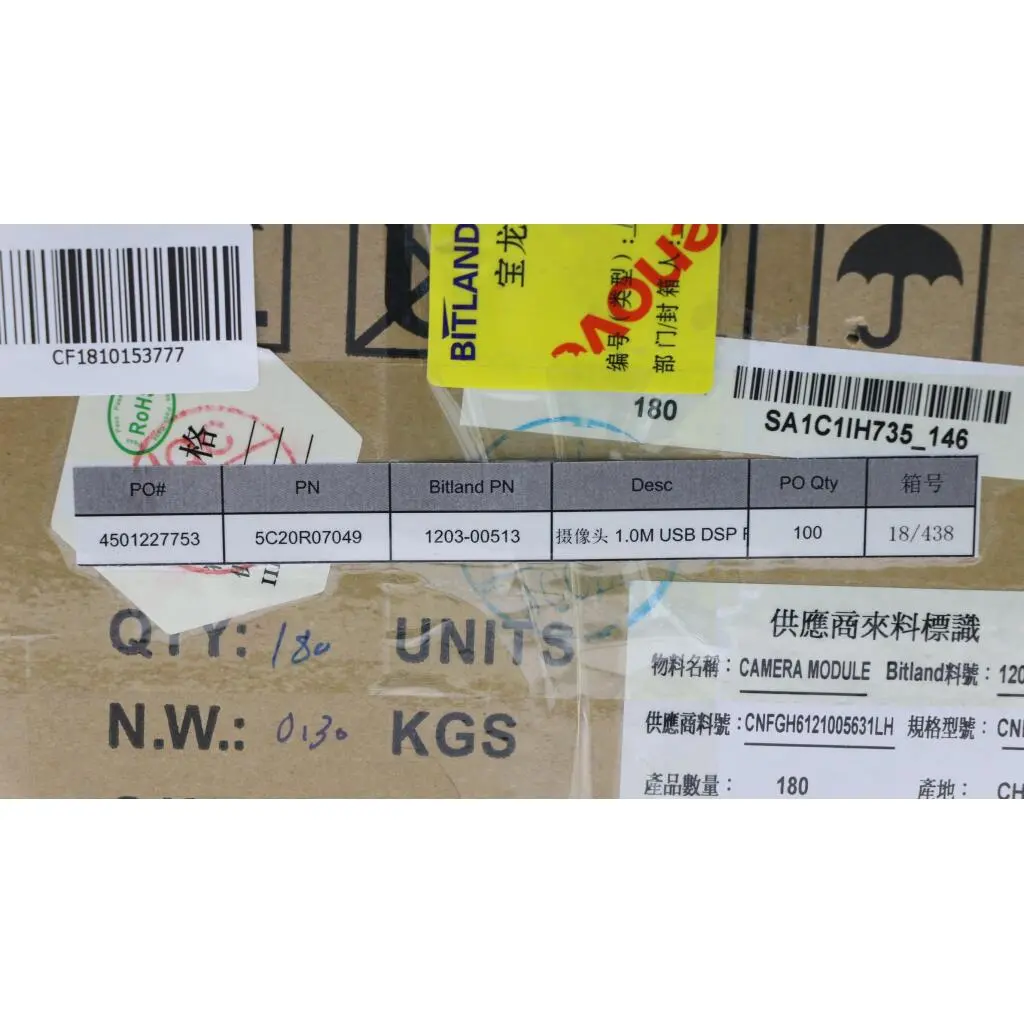 CF1810153777
BITLAND
宝龙
编号(类型):
部门/封箱人:
RoHS
格
180
SA1C1IH735_146
PO# PN Bitland PN Desc PO Qty 箱号
4501227753 5C20R07049 1203-00513 摄像头 1.0M USB DSP 100 18/438
QTY: 180 UNITS
N.W.: 0.130 KGS
供應商來料標識
物料名稱: CAMERA MODULE Bitland料號: 120
供應商料號: CNFGH6121005631LH 規格型號: CN
產品數量: 180 產地: CH